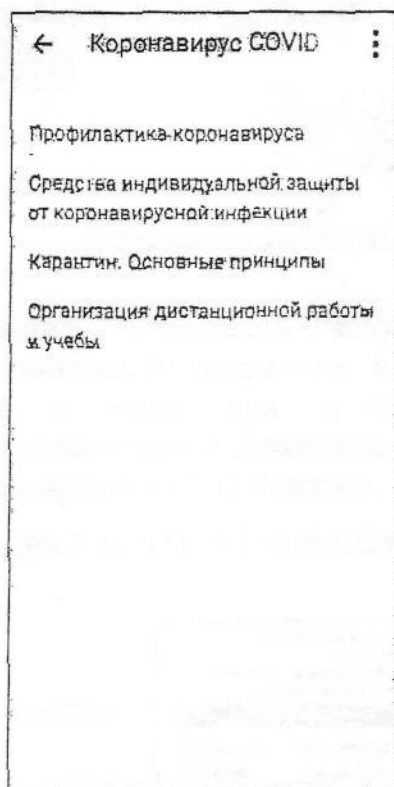 ← Коронавирус COVID
Профилактика коронавируса
Средства индивидуальной защиты
от коронавирусной инфекции
Карантин. Основные принципы
Организация дистанционной работы
и учебы